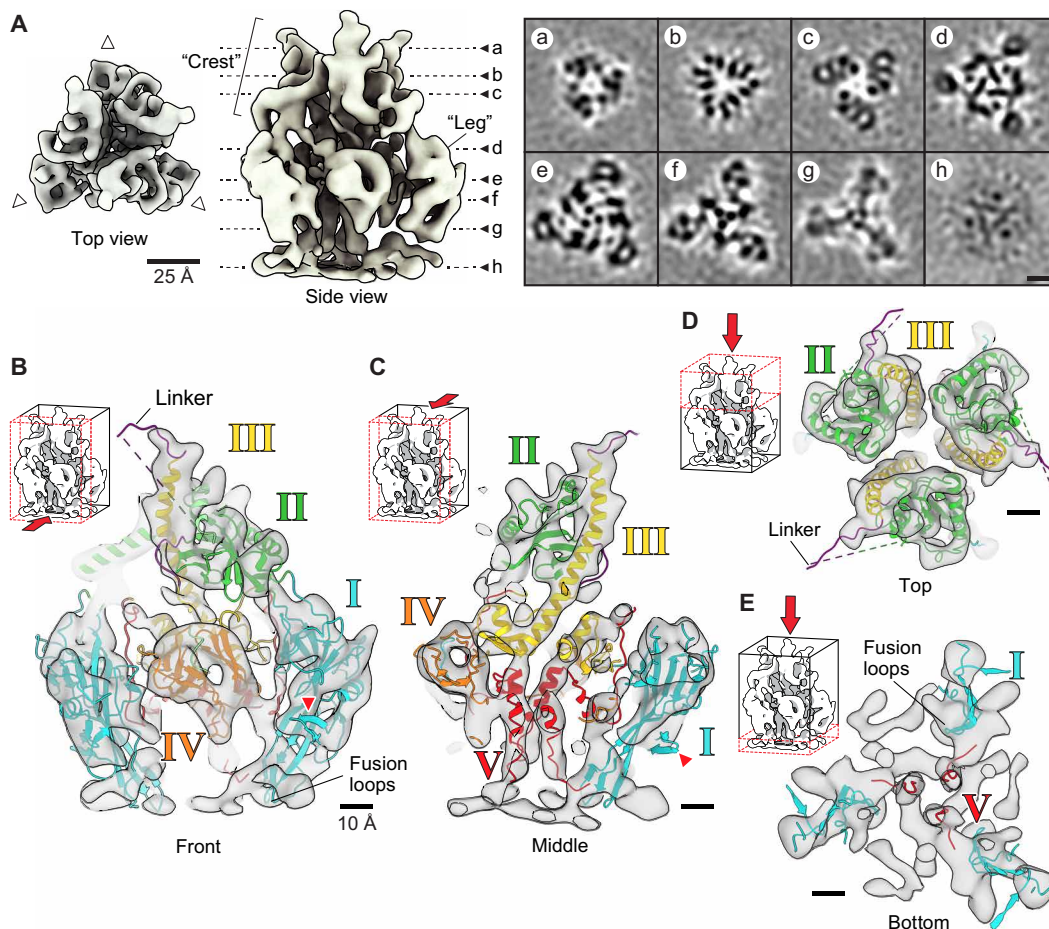 A
"Crest"
a
b
c
"Leg"
d
e
f
g
h
Top view
25 Å
Side view
a
b
c
d
e
f
g
h
B
Linker
III
II
I
IV
Fusion
loops
10 Å
Front
C
II
III
IV
I
V
Middle
D
III
II
Linker
Top
E
Fusion
loops
I
V
Bottom